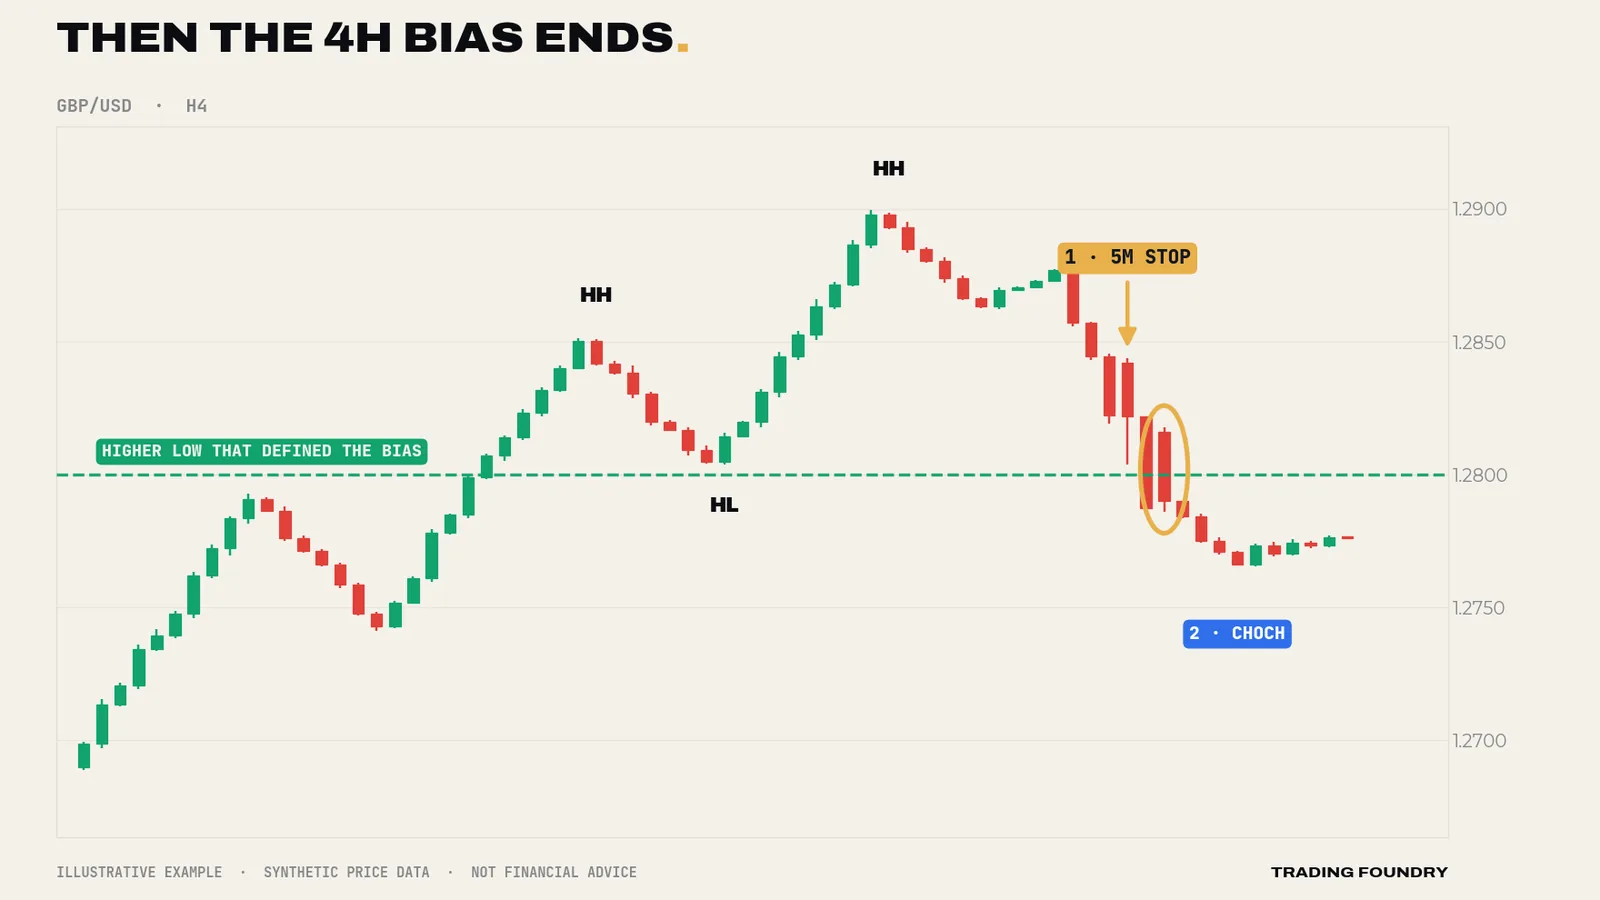 THEN THE 4H BIAS ENDS.
GBP/USD · H4
HH
1.2900
1 · 5M STOP
HH
1.2850
HIGHER LOW THAT DEFINED THE BIAS
1.2800
HL
1.2750
2 · CHOCH
1.2700
ILLUSTRATIVE EXAMPLE · SYNTHETIC PRICE DATA · NOT FINANCIAL ADVICE
TRADING FOUNDRY